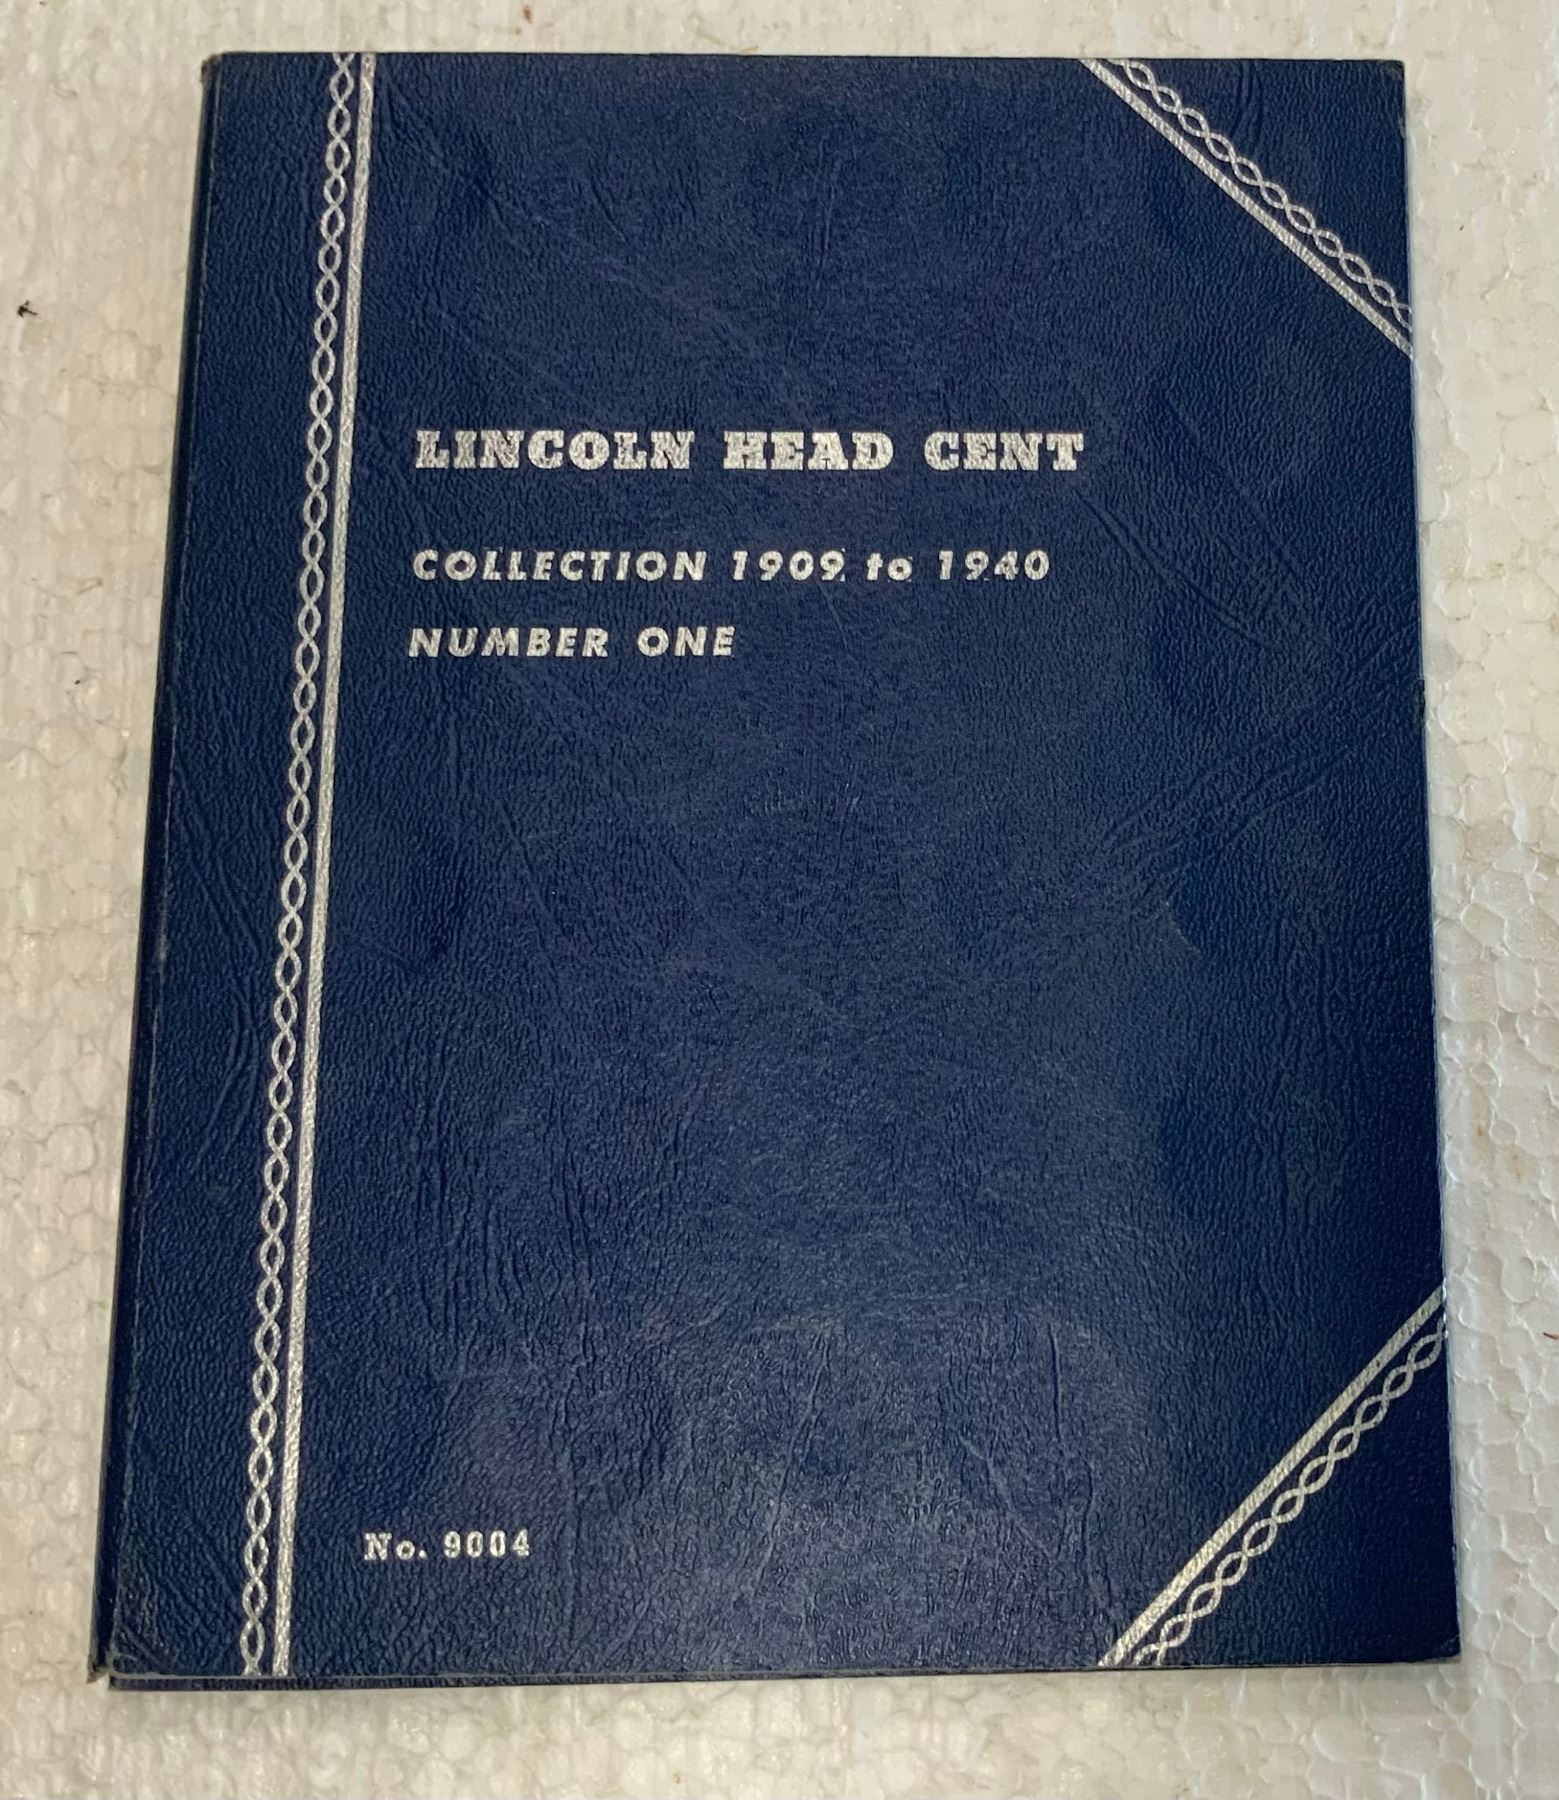 LINCOLN HEAD CENT
COLLECTION 1909 to 1940
NUMBER ONE
No. 9004